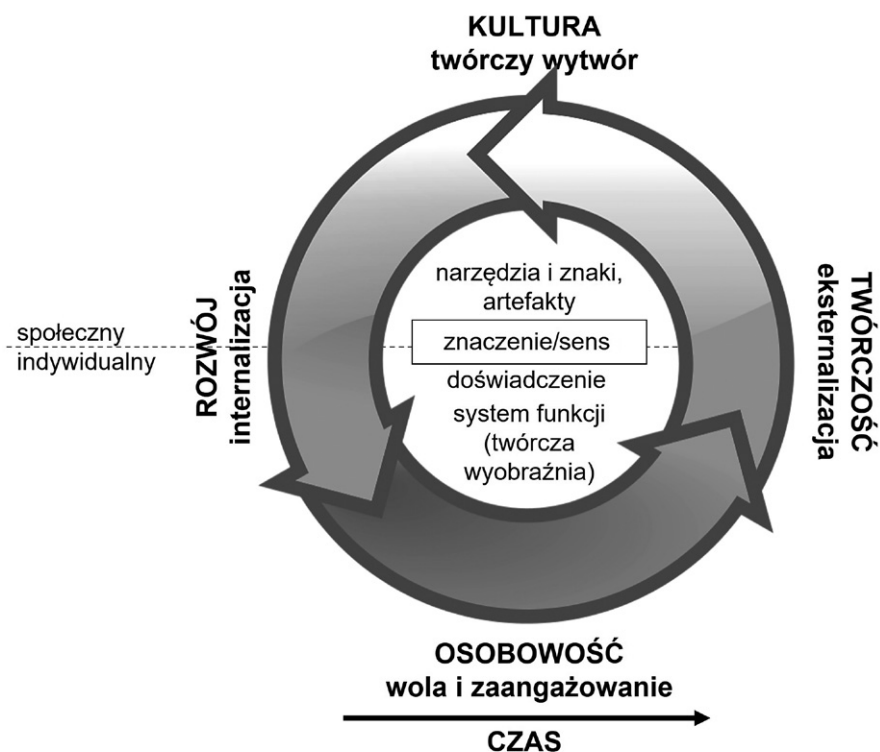 KULTURA
twórczy wytwór
narzędzia i znaki,
artefakty
społeczny
indywidualny
ROZWÓJ
internalizacja
znaczenie/sens
doświadczenie
system funkcji
(twórcza
wyobraźnia)
TWÓRCZOŚĆ
eksternalizacja
OSOBOWOŚĆ
wola i zaangażowanie
CZAS